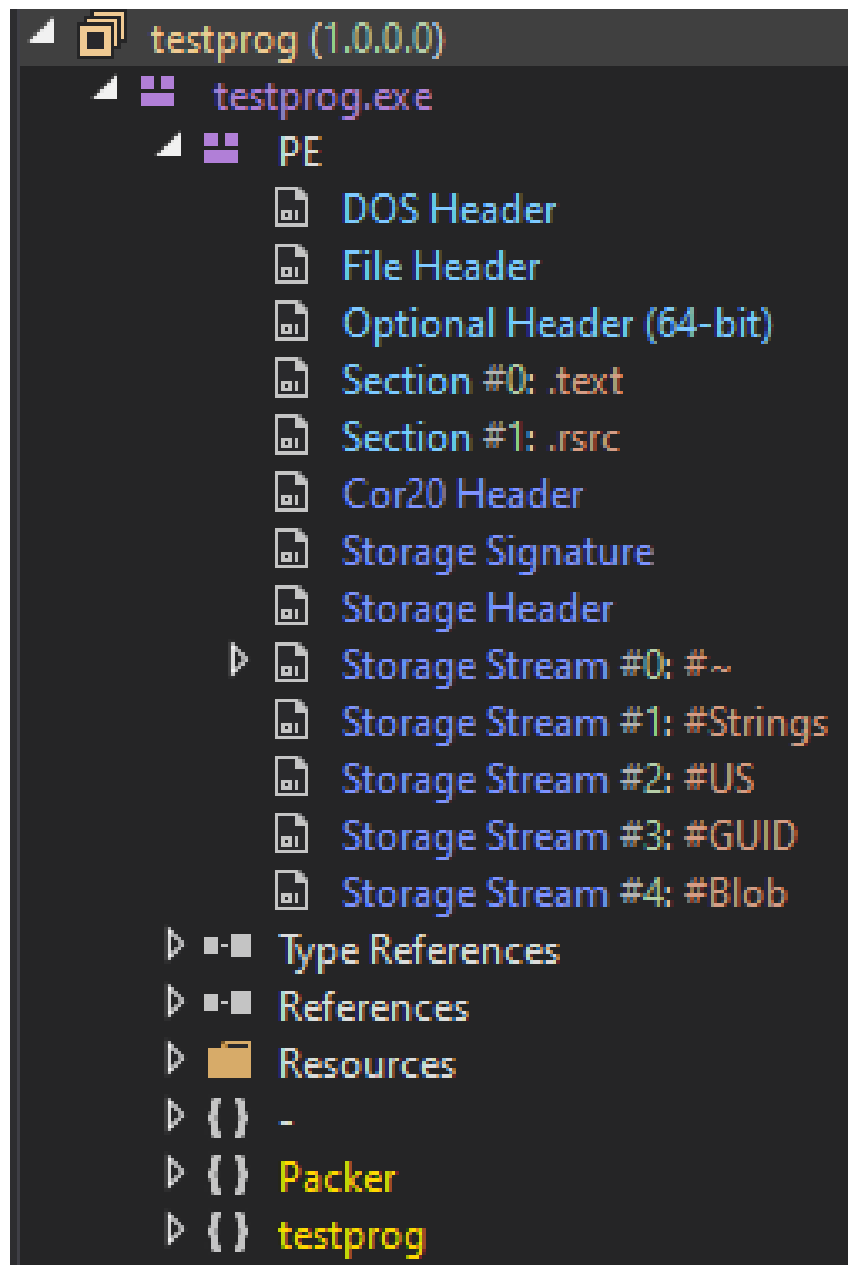 testprog (1.0.0.0)
testprog.exe
PE
DOS Header
File Header
Optional Header (64-bit)
Section #0: .text
Section #1: .rsrc
Cor20 Header
Storage Signature
Storage Header
Storage Stream #0: #~
Storage Stream #1: #Strings
Storage Stream #2: #US
Storage Stream #3: #GUID
Storage Stream #4: #Blob
Type References
References
Resources
{ } -
{ } Packer
{ } testprog